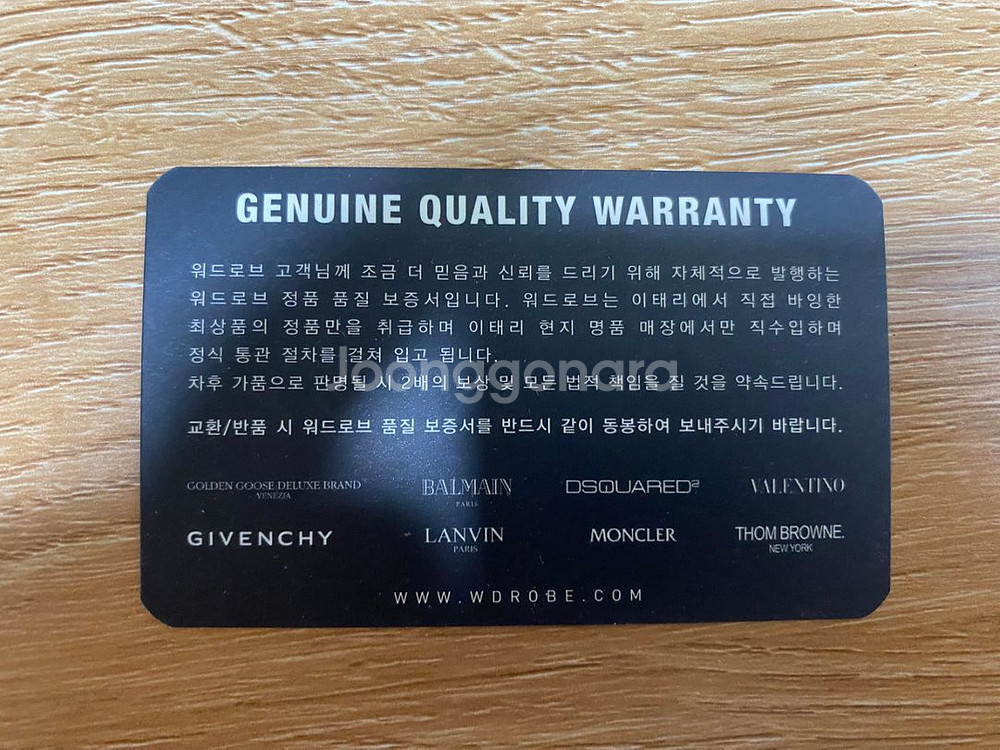 GENUINE QUALITY WARRANTY
워드로브 고객님께 조금 더 믿음과 신뢰를 드리기 위해 자체적으로 발행하는
워드로브 정품 품질 보증서입니다. 워드로브는 이태리에서 직접 바잉한
최상품의 정품만을 취급하며 이태리 현지 명품 매장에서만 직수입하며
정식 통관 절차를 걸쳐 입고 됩니다.
joonggonara
차후 가품으로 판명될 시 2배의 보상 및 모든 법적 책임을 질 것을 약속드립니다.
교환/반품 시 워드로브 품질 보증서를 반드시 같이 동봉하여 보내주시기 바랍니다.
GOLDEN GOOSE DELUXE BRAND BALMAIN DSQUARED2 VALENTINO
VENEZIA PARIS
GIVENCHY LANVIN MONCLER THOM BROWNE.
PARIS NEW YORK
WWW.WDROBE.COM